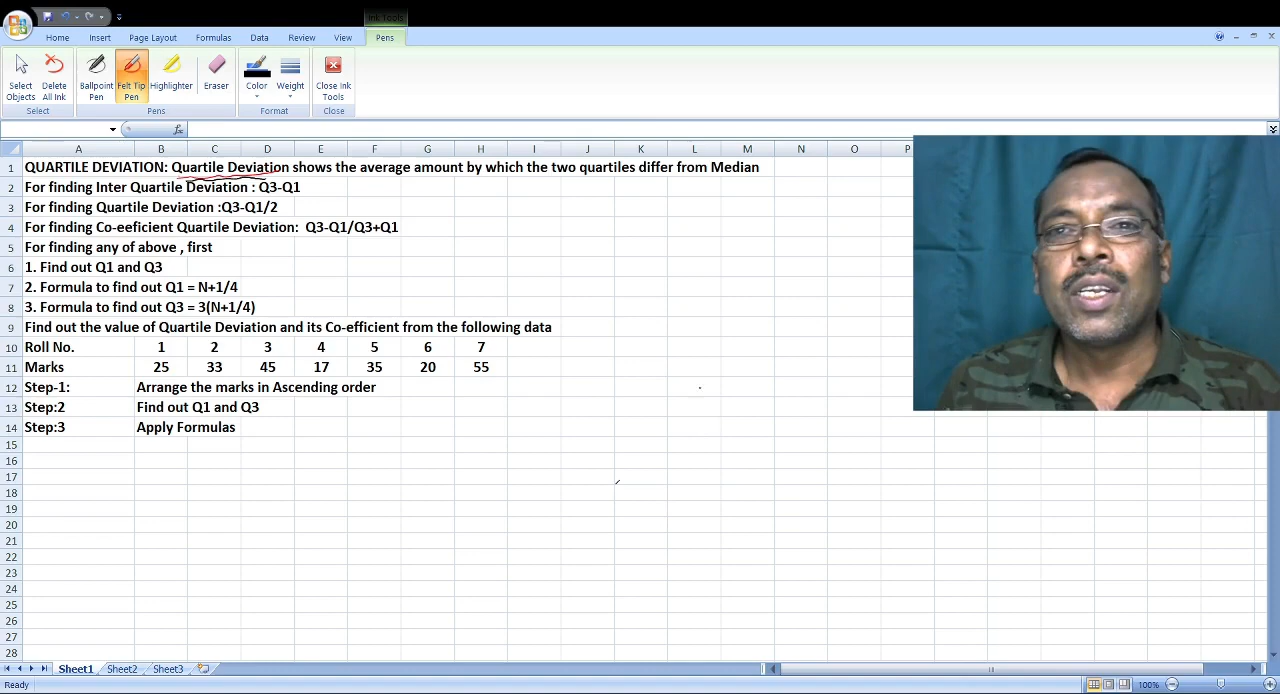 Ink Tools
Home Insert Page Layout Formulas Data Review View Pens
Select Objects Delete All Ink Ballpoint Pen Felt Tip Pen Highlighter Eraser Color Weight Close Ink Tools
Select Pens Format Close
fx
A B C D E F G H I J K L M N O P
1 QUARTILE DEVIATION: Quartile Deviation shows the average amount by which the two quartiles differ from Median
2 For finding Inter Quartile Deviation : Q3-Q1
3 For finding Quartile Deviation :Q3-Q1/2
4 For finding Co-eeficient Quartile Deviation: Q3-Q1/Q3+Q1
5 For finding any of above , first
6 1. Find out Q1 and Q3
7 2. Formula to find out Q1 = N+1/4
8 3. Formula to find out Q3 = 3(N+1/4)
9 Find out the value of Quartile Deviation and its Co-efficient from the following data
10 Roll No. 1 2 3 4 5 6 7
11 Marks 25 33 45 17 35 20 55
12 Step-1: Arrange the marks in Ascending order
13 Step:2 Find out Q1 and Q3
14 Step:3 Apply Formulas
15
16
17
18
19
20
21
22
23
24
25
26
27
28
Sheet1 Sheet2 Sheet3
Ready 100%